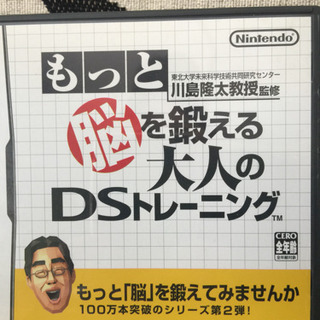 Nintendo
もっと
東北大学未来科学技術共同研究センター
川島隆太教授監修
脳を鍛える
大人の
DSトレーニング™
CERO
全年齢
もっと「脳」を鍛えてみませんか
100万本突破のシリーズ第2弾!